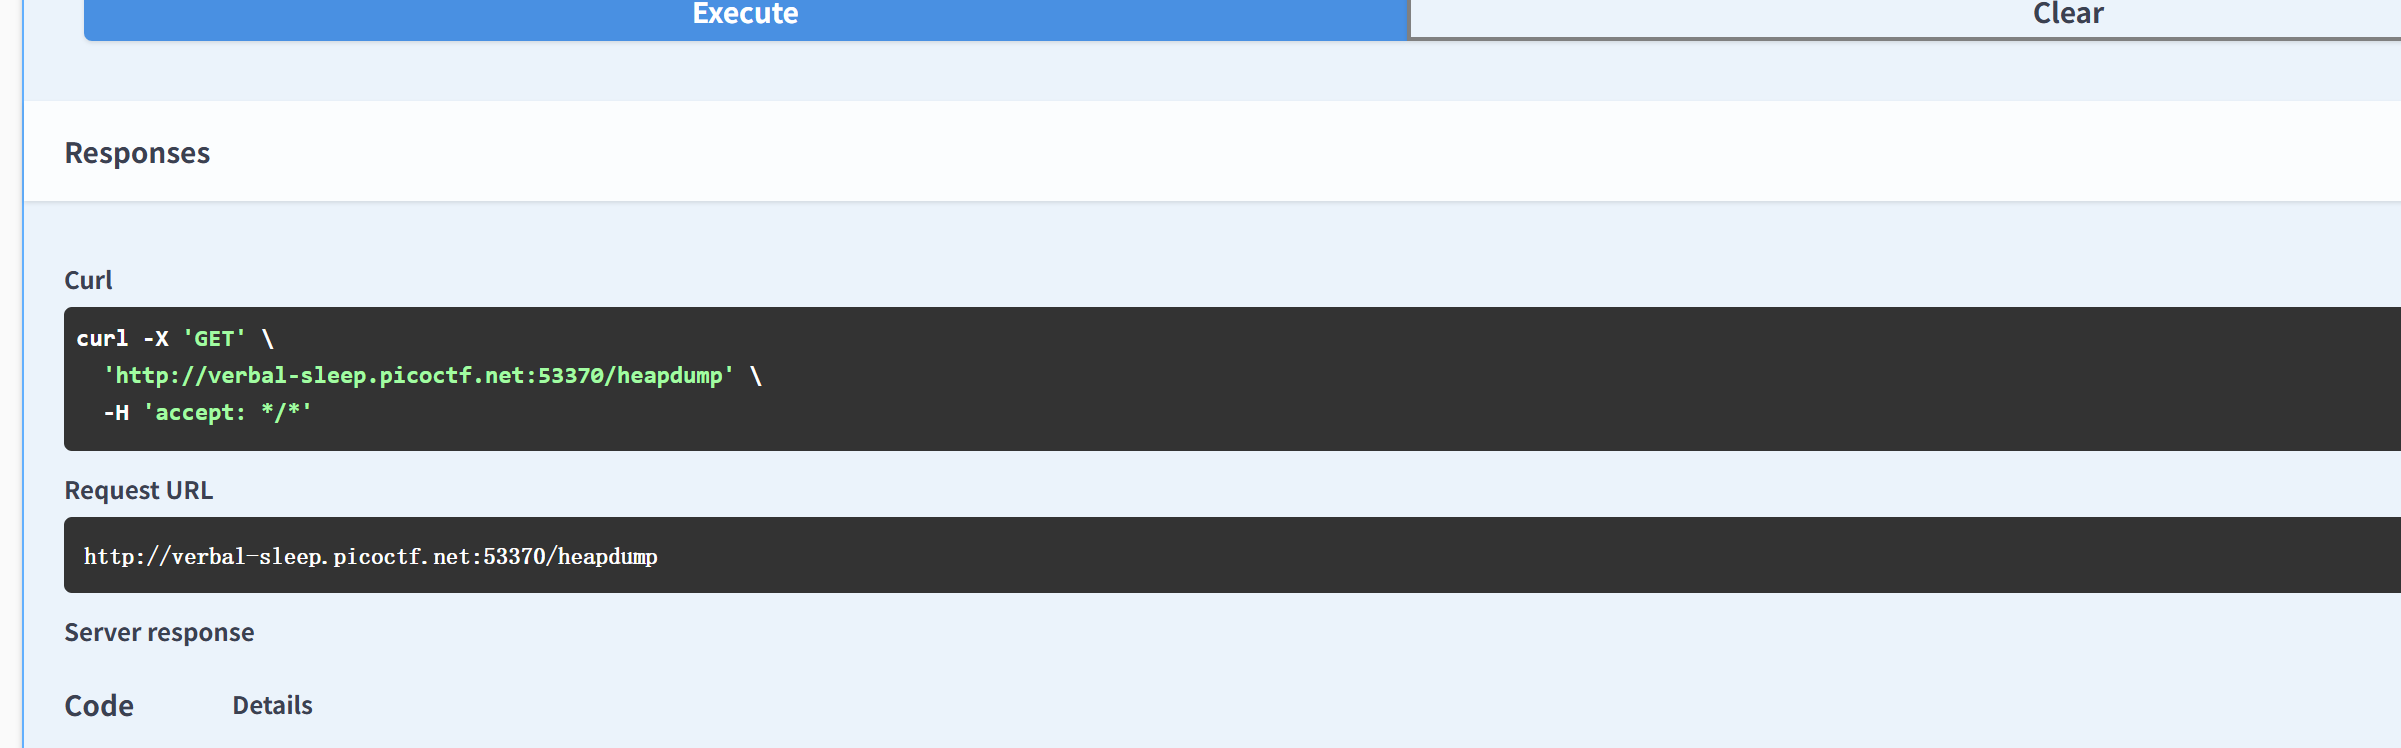 Execute
Clear
Responses
Curl
curl -X 'GET' \
'http://verbal-sleep.picoctf.net:53370/heapdump' \
-H 'accept: */*'
Request URL
http://verbal-sleep.picoctf.net:53370/heapdump
Server response
Code
Details